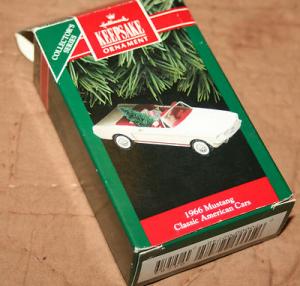 Hallmark
KEEPSAKE
ORNAMENT
COLLECTOR'S
SERIES
1966 Mustang
Classic American Cars